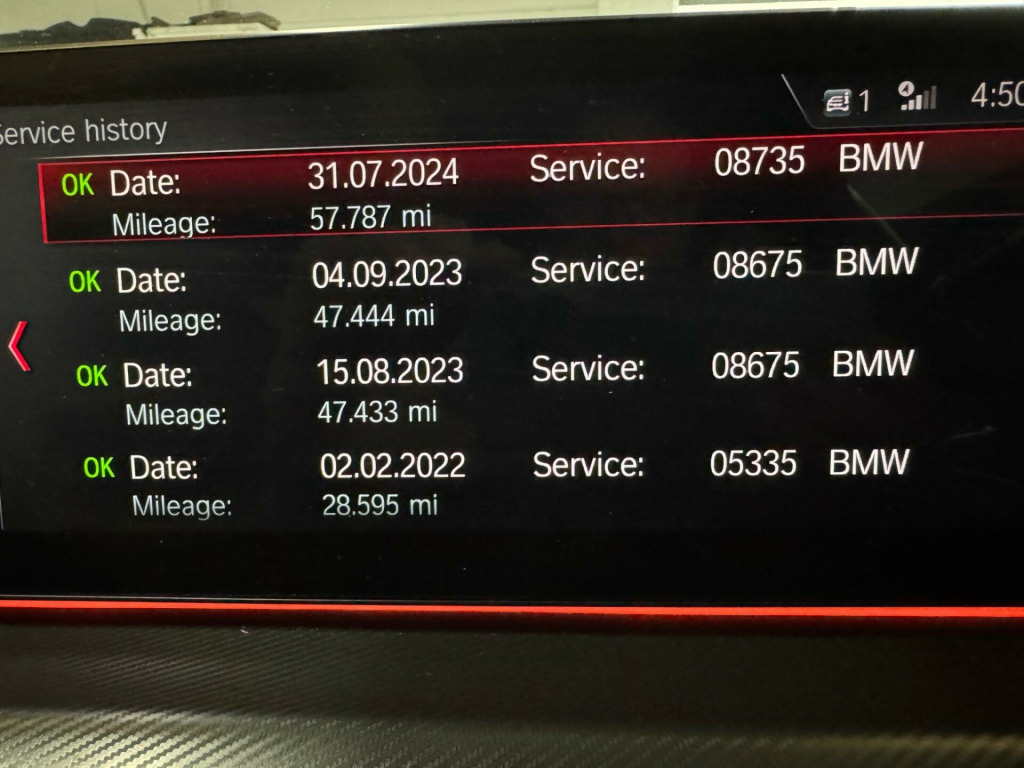 1 4:50
Service history
OK Date: 31.07.2024 Service: 08735 BMW
Mileage: 57.787 mi
OK Date: 04.09.2023 Service: 08675 BMW
Mileage: 47.444 mi
OK Date: 15.08.2023 Service: 08675 BMW
Mileage: 47.433 mi
OK Date: 02.02.2022 Service: 05335 BMW
Mileage: 28.595 mi